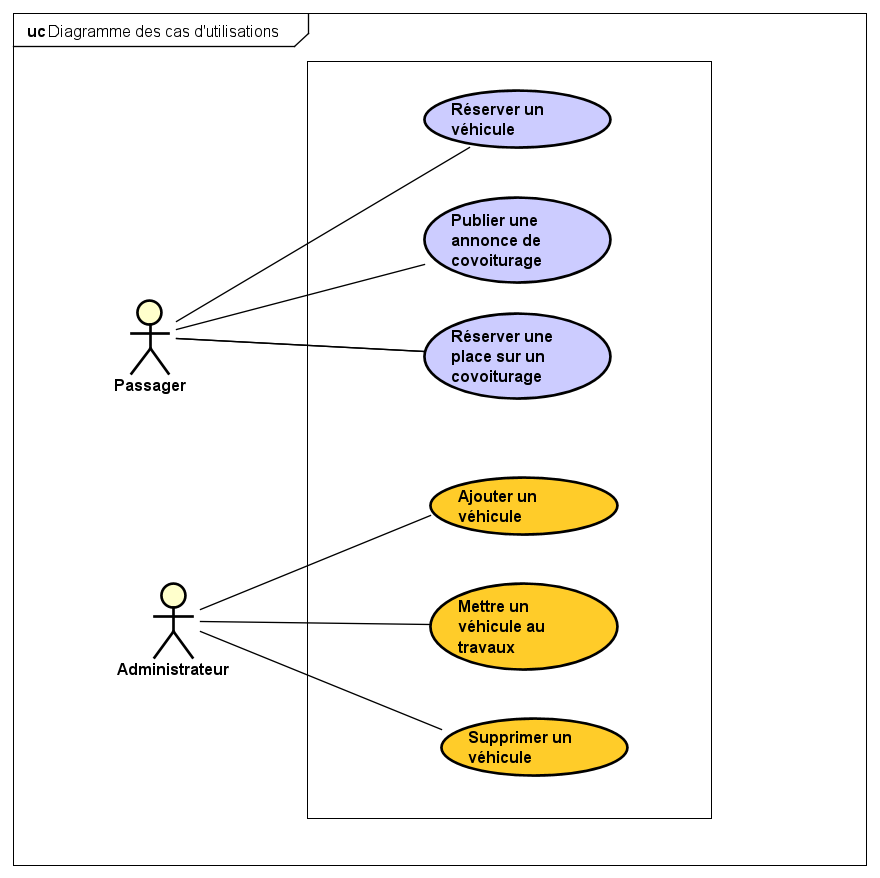 uc Diagramme des cas d'utilisations
Réserver un
véhicule
Publier une
annonce de
covoiturage
Réserver une
place sur un
covoiturage
Passager
Ajouter un
véhicule
Mettre un
véhicule au
travaux
Administrateur
Supprimer un
véhicule